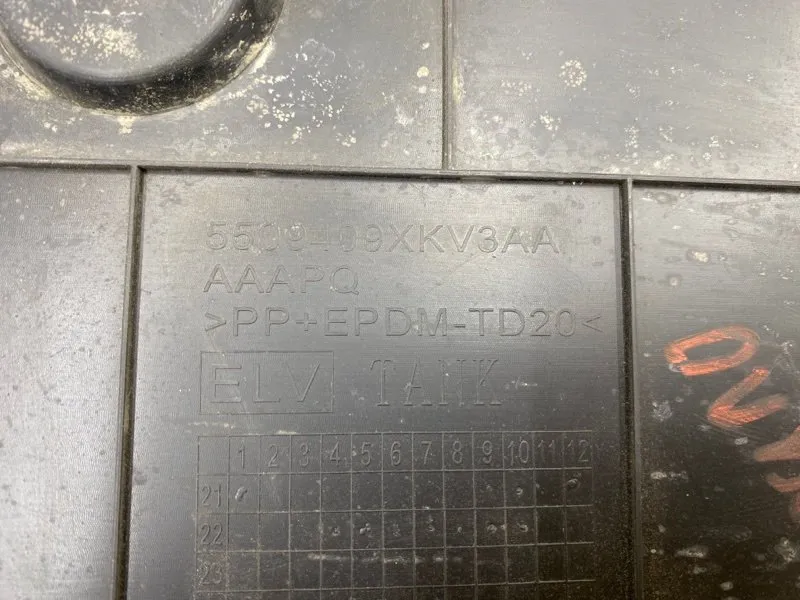 5509409XKV3AA
AAAPQ
>PP+EPDM-TD20<
ELV TANK
1 2 3 4 5 6 7 8 9 10 11 12
21
22
23